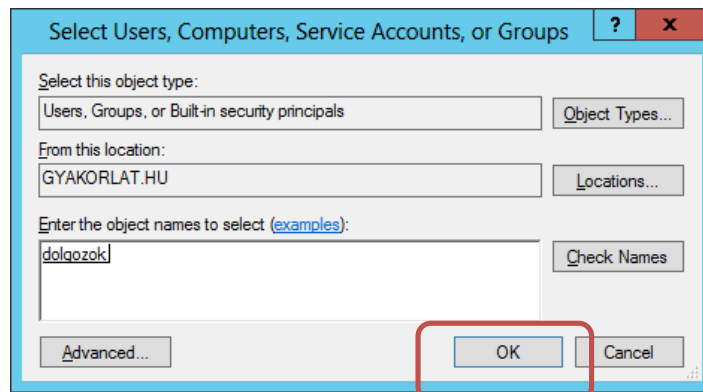 Select Users, Computers, Service Accounts, or Groups ? x
Select this object type:
Users, Groups, or Built-in security principals Object Types...
From this location:
GYAKORLAT.HU Locations...
Enter the object names to select (examples):
dolgozok Check Names
Advanced... OK Cancel